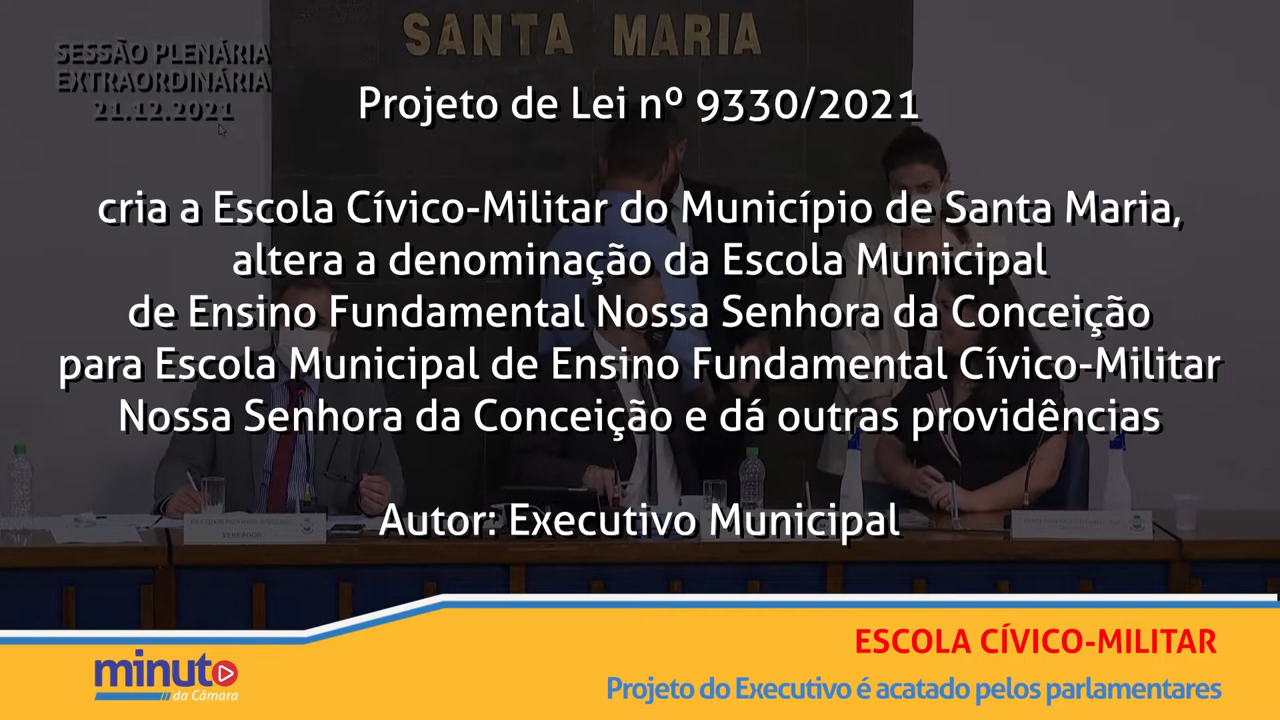 SANTA MARIA
SESSÃO PLENÁRIA
EXTRAORDINÁRIA
21.12.2021
Projeto de Lei nº 9330/2021
cria a Escola Cívico-Militar do Município de Santa Maria,
altera a denominação da Escola Municipal
de Ensino Fundamental Nossa Senhora da Conceição
para Escola Municipal de Ensino Fundamental Cívico-Militar
Nossa Senhora da Conceição e dá outras providências
Autor: Executivo Municipal
ESCOLA CÍVICO-MILITAR
minuto
da Câmara
Projeto do Executivo é acatado pelos parlamentares